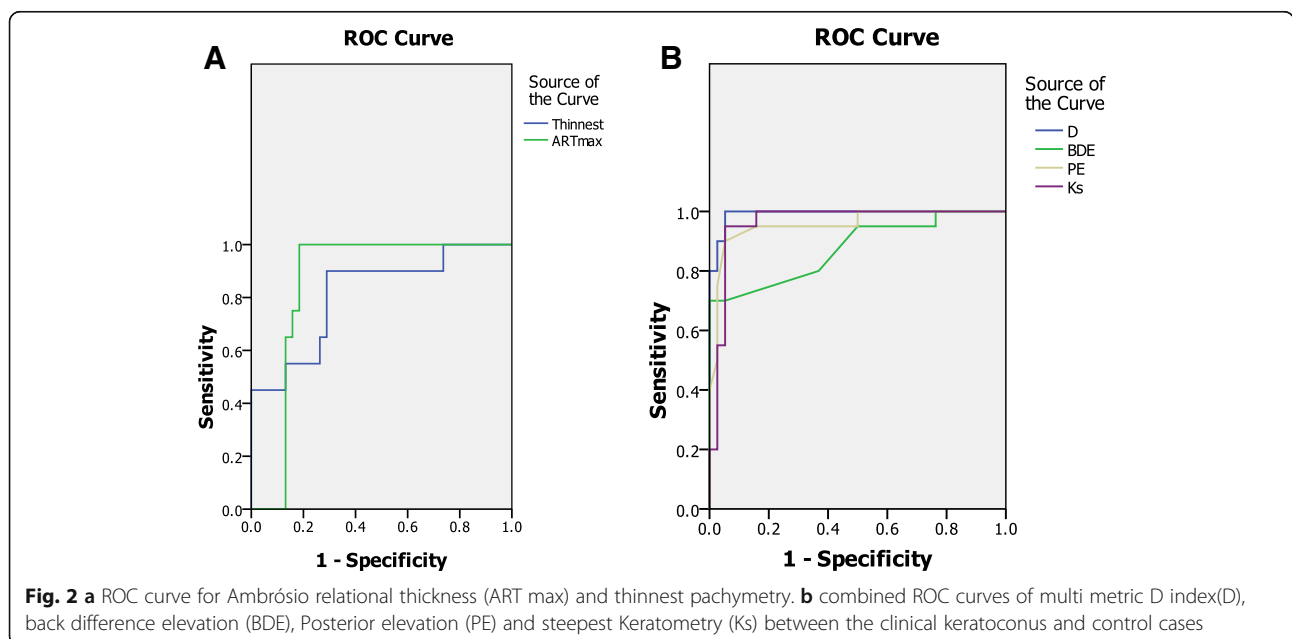 A
ROC Curve
Source of
the Curve
Thinnest
ARTmax
Sensitivity
1.0
0.8
0.6
0.4
0.2
0.0
0.0 0.2 0.4 0.6 0.8 1.0
1 - Specificity
B
ROC Curve
Source of
the Curve
D
BDE
PE
Ks
Sensitivity
1.0
0.8
0.6
0.4
0.2
0.0
0.0 0.2 0.4 0.6 0.8 1.0
1 - Specificity
Fig. 2 a ROC curve for Ambrósio relational thickness (ART max) and thinnest pachymetry. b combined ROC curves of multi metric D index(D),
back difference elevation (BDE), Posterior elevation (PE) and steepest Keratometry (Ks) between the clinical keratoconus and control cases